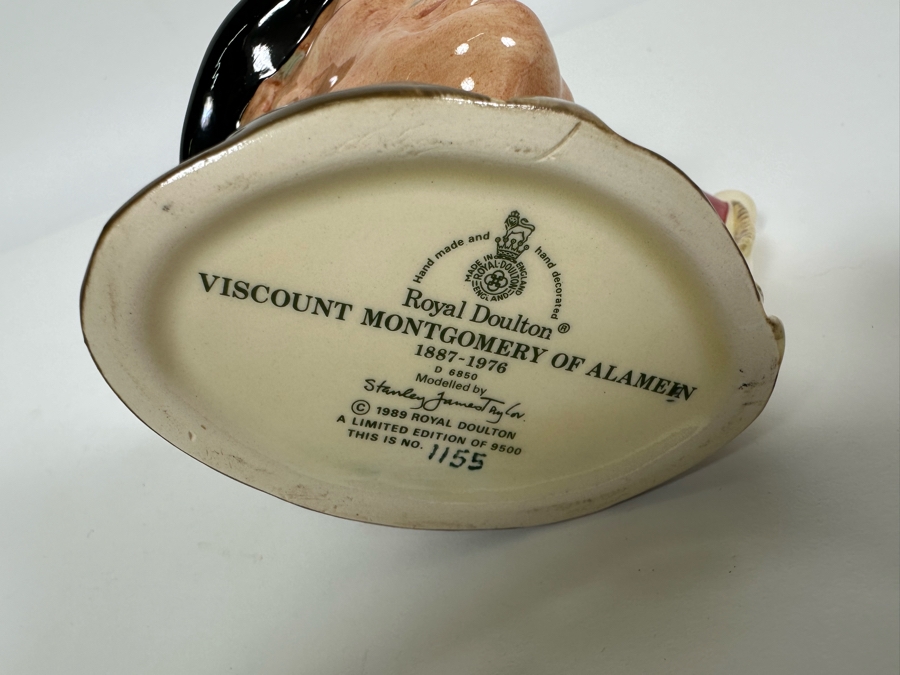 Hand made and hand decorated
MADE IN ENGLAND
ROYAL·DOULTON
ENGLAND
Royal Doulton ®
VISCOUNT MONTGOMERY OF ALAMEIN
1887-1976
D 6850
Modelled by
Stanley James Taylor.
© 1989 ROYAL DOULTON
A LIMITED EDITION OF 9500
THIS IS NO. 1155